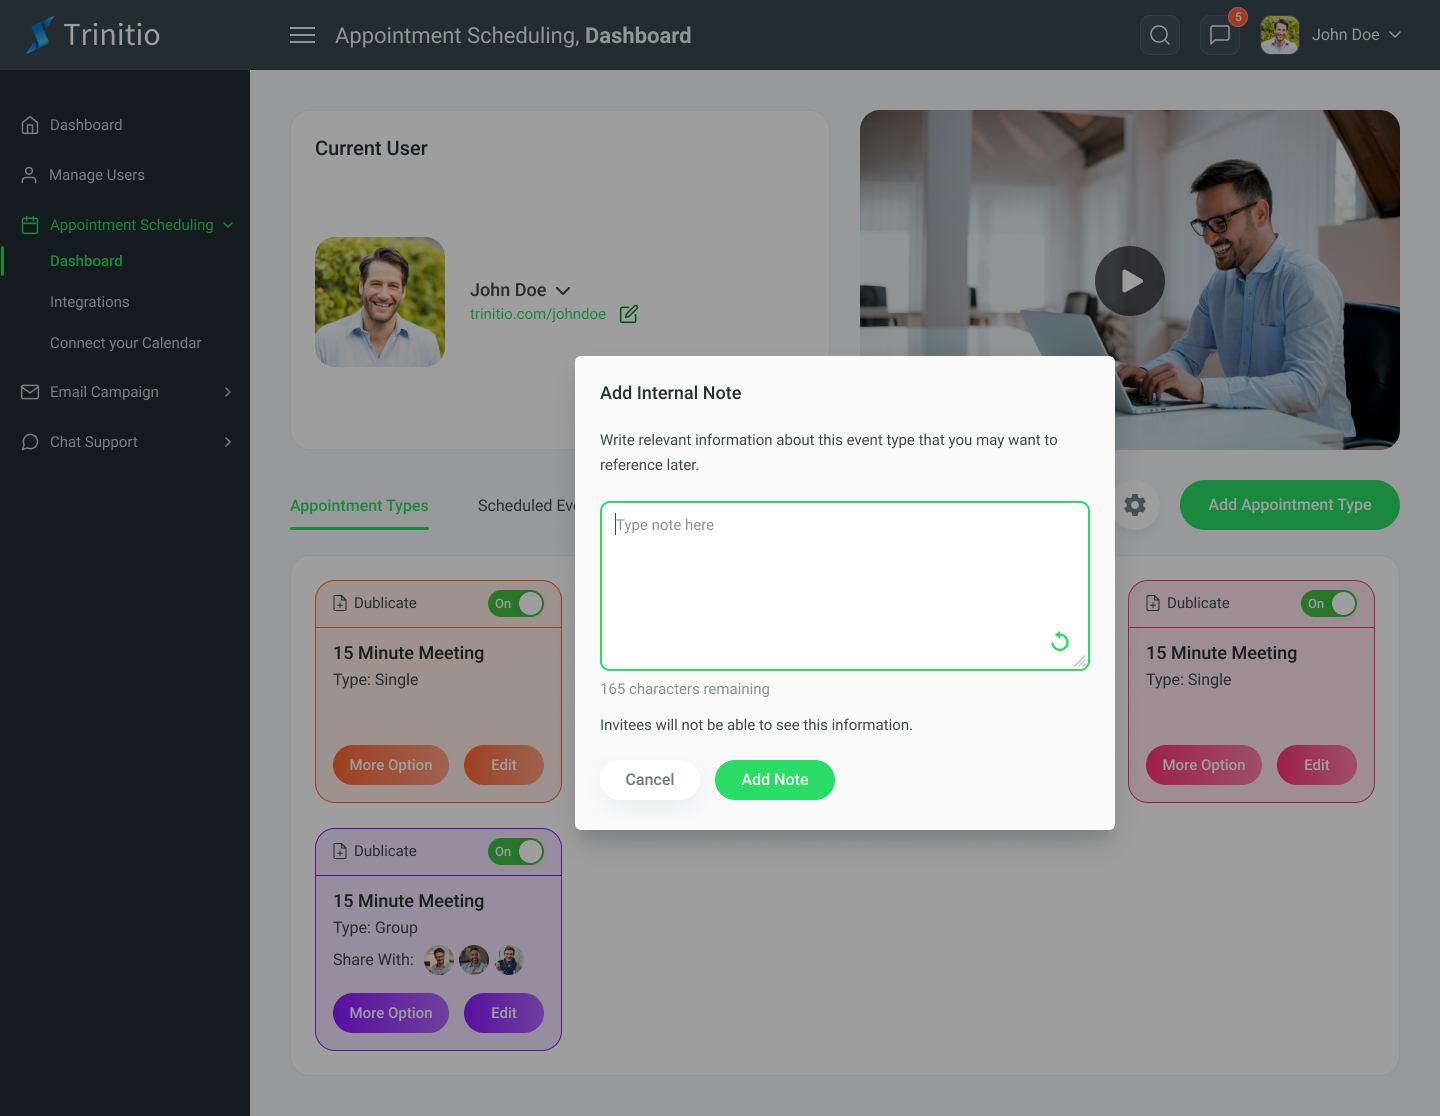 Trinitio
Appointment Scheduling, Dashboard
5
John Doe
Dashboard
Manage Users
Appointment Scheduling
Dashboard
Integrations
Connect your Calendar
Email Campaign
Chat Support
Current User
John Doe
trinitio.com/johndoe
Appointment Types
Scheduled
Add Appointment Type
Dublicate
On
15 Minute Meeting
Type: Single
More Option
Edit
Dublicate
On
15 Minute Meeting
Type: Single
More Option
Edit
Dublicate
On
15 Minute Meeting
Type: Group
Share With:
More Option
Edit
Add Internal Note
Write relevant information about this event type that you may want to
reference later.
Type note here
165 characters remaining
Invitees will not be able to see this information.
Cancel
Add Note